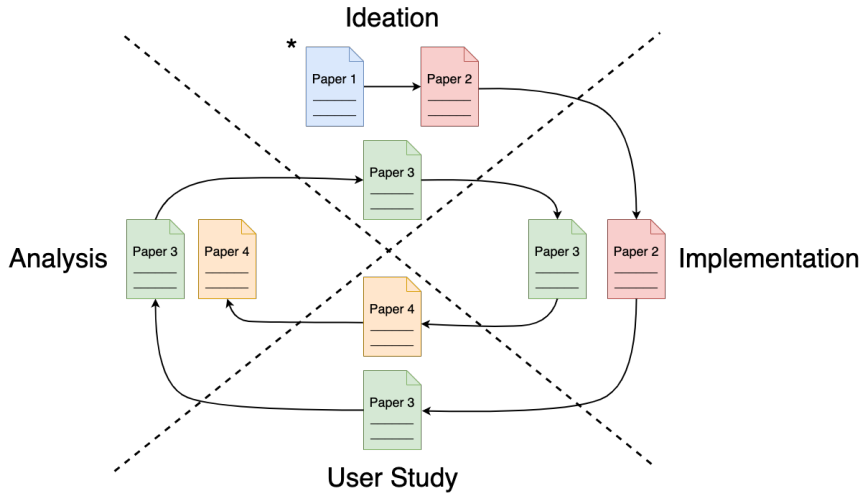 Ideation
*
Paper 1
Paper 2
Paper 3
Paper 3
Paper 4
Paper 3
Paper 2
Analysis
Implementation
Paper 4
Paper 3
User Study